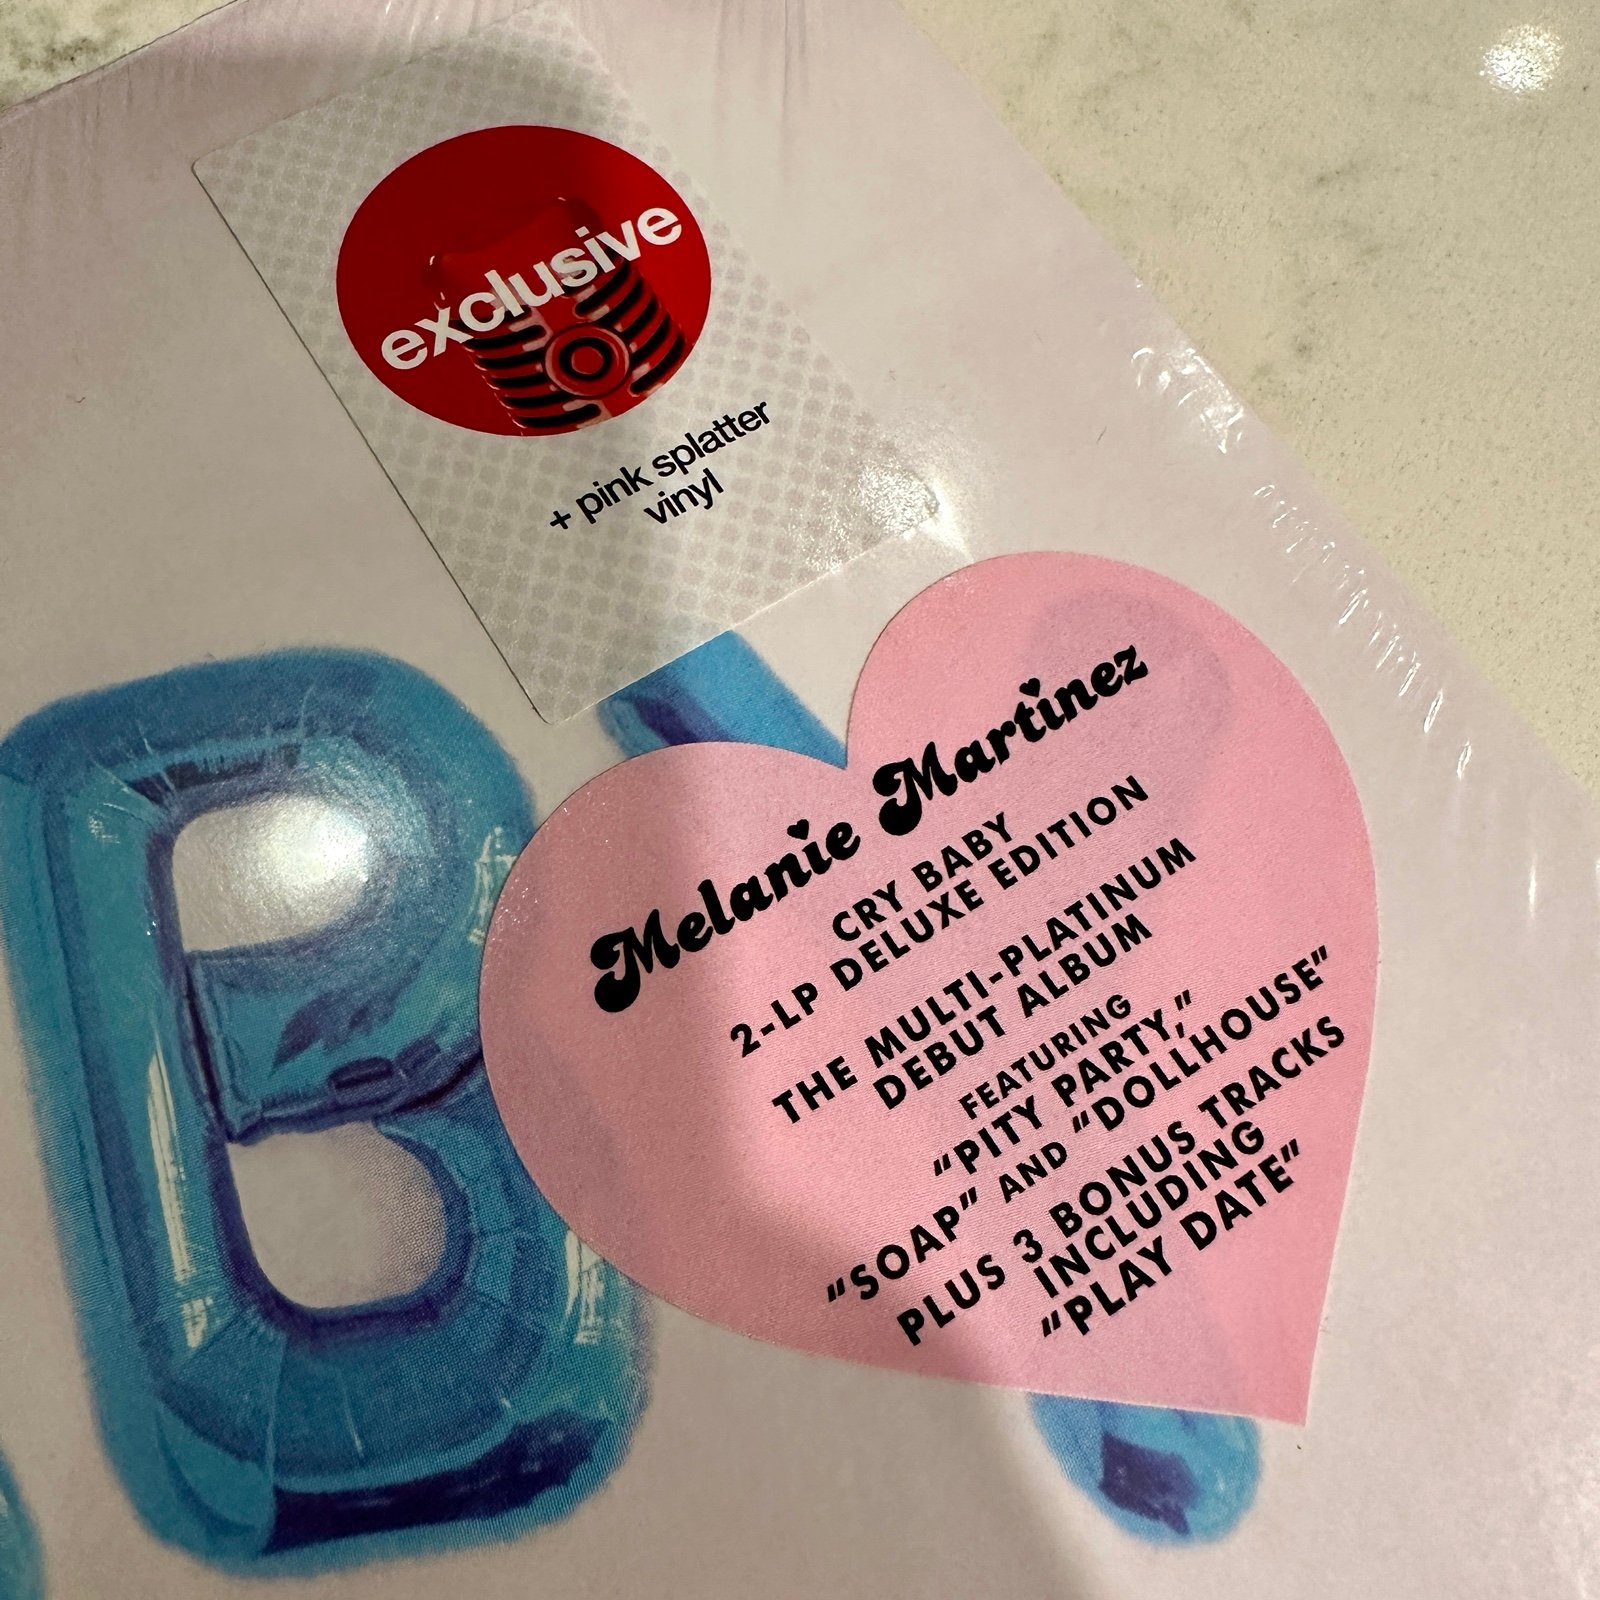 exclusive
+ pink splatter
vinyl
Melanie Martinez
CRY BABY
2-LP DELUXE EDITION
THE MULTI-PLATINUM
DEBUT ALBUM
FEATURING
“PITY PARTY,”
“SOAP” AND “DOLLHOUSE”
PLUS 3 BONUS TRACKS
INCLUDING
“PLAY DATE”
B